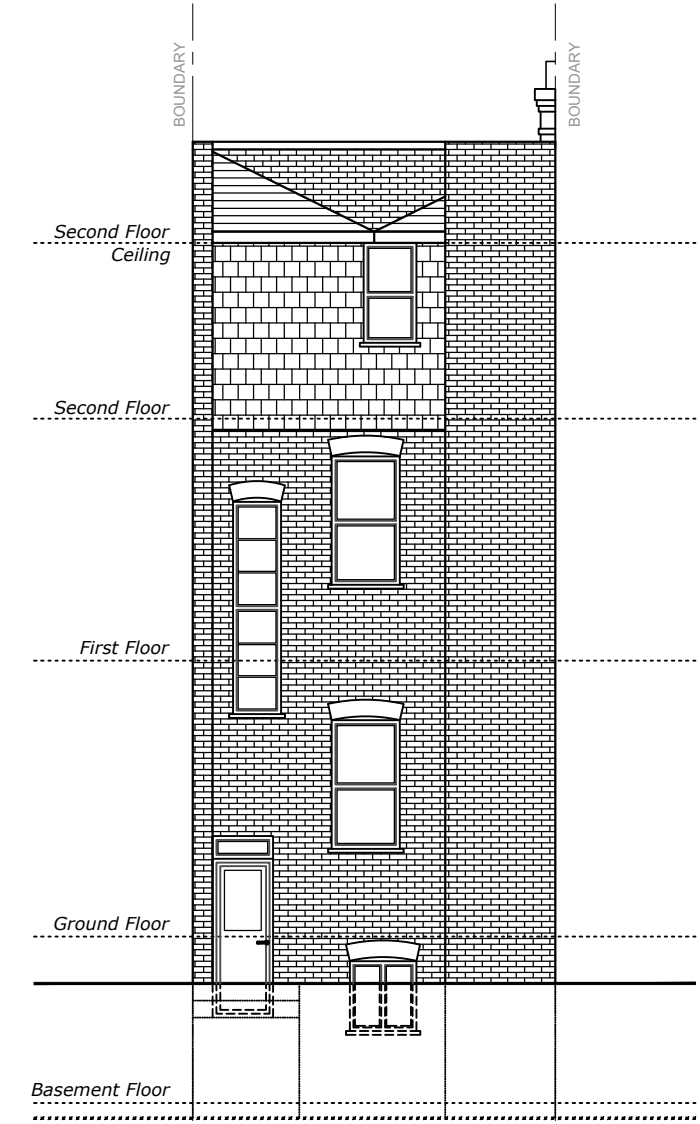 BOUNDARY
BOUNDARY
Second Floor
Ceiling
Second Floor
First Floor
Ground Floor
Basement Floor